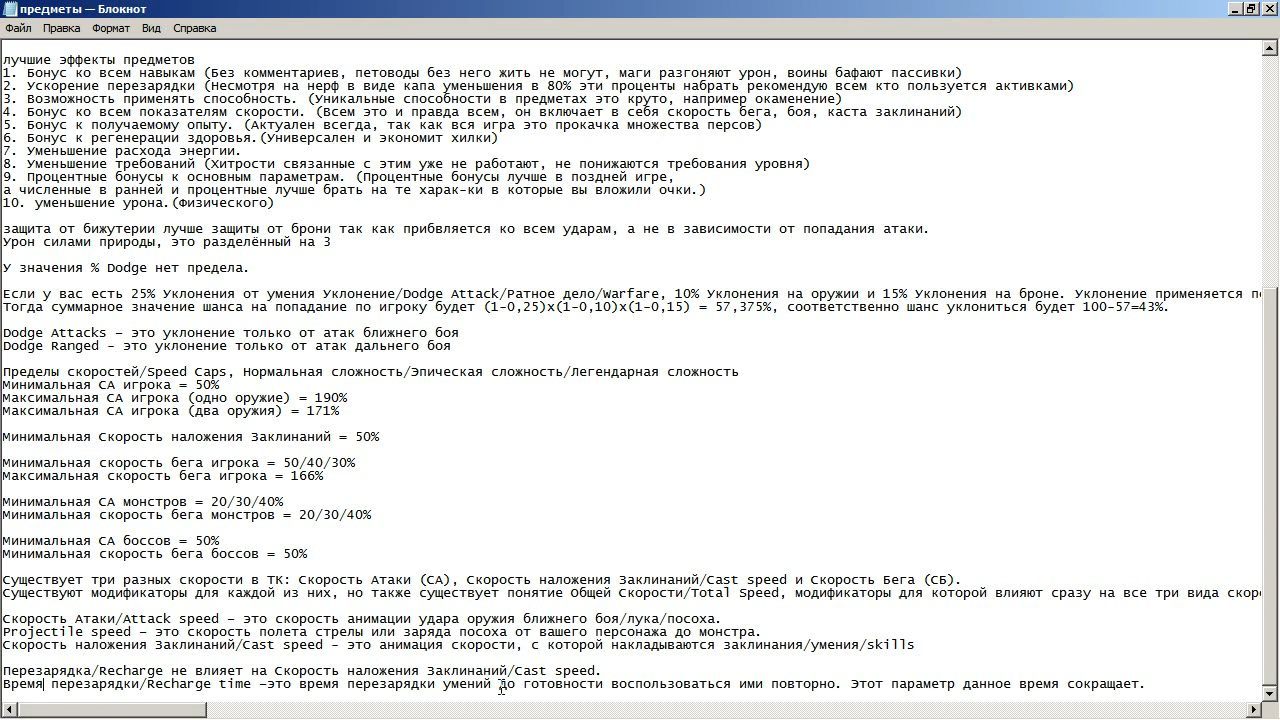 предметы — Блокнот
Файл Правка Формат Вид Справка
лучшие эффекты предметов
1. Бонус ко всем навыкам (Без комментариев, петоводы без него жить не могут, маги разгоняют урон, воины бафают пассивки)
2. Ускорение перезарядки (Несмотря на нерф в виде капа уменьшения в 80% эти проценты набрать рекомендую всем кто пользуется активками)
3. Возможность применять способность. (Уникальные способности в предметах это круто, например окаменение)
4. Бонус ко всем показателям скорости. (Всем это и правда всем, он включает в себя скорость бега, боя, каста заклинаний)
5. Бонус к получаемому опыту. (Актуален всегда, так как вся игра это прокачка множества персов)
6. Бонус к регенерации здоровья.(Универсален и экономит хилки)
7. Уменьшение расхода энергии.
8. Уменьшение требований (Хитрости связанные с этим уже не работают, не понижаются требования уровня)
9. Процентные бонусы к основным параметрам. (Процентные бонусы лучше в поздней игре,
а численные в ранней и процентные лучше брать на те харак-ки в которые вы вложили очки.)
10. уменьшение урона.(Физического)
защита от бижутерии лучше защиты от брони так как прибвляется ко всем ударам, а не в зависимости от попадания атаки.
Урон силами природы, это разделённый на 3
У значения % Dodge нет предела.
Если у вас есть 25% Уклонения от умения Уклонение/Dodge Attack/Ратное дело/Warfare, 10% Уклонения на оружии и 15% Уклонения на броне. Уклонение применяется
Тогда суммарное значение шанса на попадание по игроку будет (1-0,25)x(1-0,10)x(1-0,15) = 57,375%, соответственно шанс уклониться будет 100-57=43%.
Dodge Attacks – это уклонение только от атак ближнего боя
Dodge Ranged – это уклонение только от атак дальнего боя
Пределы скоростей/Speed Caps, Нормальная сложность/Эпическая сложность/Легендарная сложность
Минимальная СА игрока = 50%
Максимальная СА игрока (одно оружие) = 190%
Максимальная СА игрока (два оружия) = 171%
Минимальная Скорость наложения Заклинаний = 50%
Минимальная скорость бега игрока = 50/40/30%
Максимальная скорость бега игрока = 166%
Минимальная СА монстров = 20/30/40%
Минимальная скорость бега монстров = 20/30/40%
Минимальная СА боссов = 50%
Минимальная скорость бега боссов = 50%
Существует три разных скорости в ТК: Скорость Атаки (СА), Скорость наложения Заклинаний/Cast speed и Скорость Бега (СБ).
Существуют модификаторы для каждой из них, но также существует понятие Общей Скорости/Total Speed, модификаторы для которой влияют сразу на все три вида
Скорость Атаки/Attack speed – это скорость анимации удара оружия ближнего боя/лука/посоха.
Projectile speed – это скорость полета стрелы или заряда посоха от вашего персонажа до монстра.
Скорость наложения Заклинаний/Cast speed – это анимация скорости, с которой накладываются заклинания/умения/skills
Перезарядка/Recharge не влияет на Скорость наложения Заклинаний/Cast speed.
Время перезарядки/Recharge time –это время перезарядки умений до готовности воспользоваться ими повторно. Этот параметр данное время сокращает.